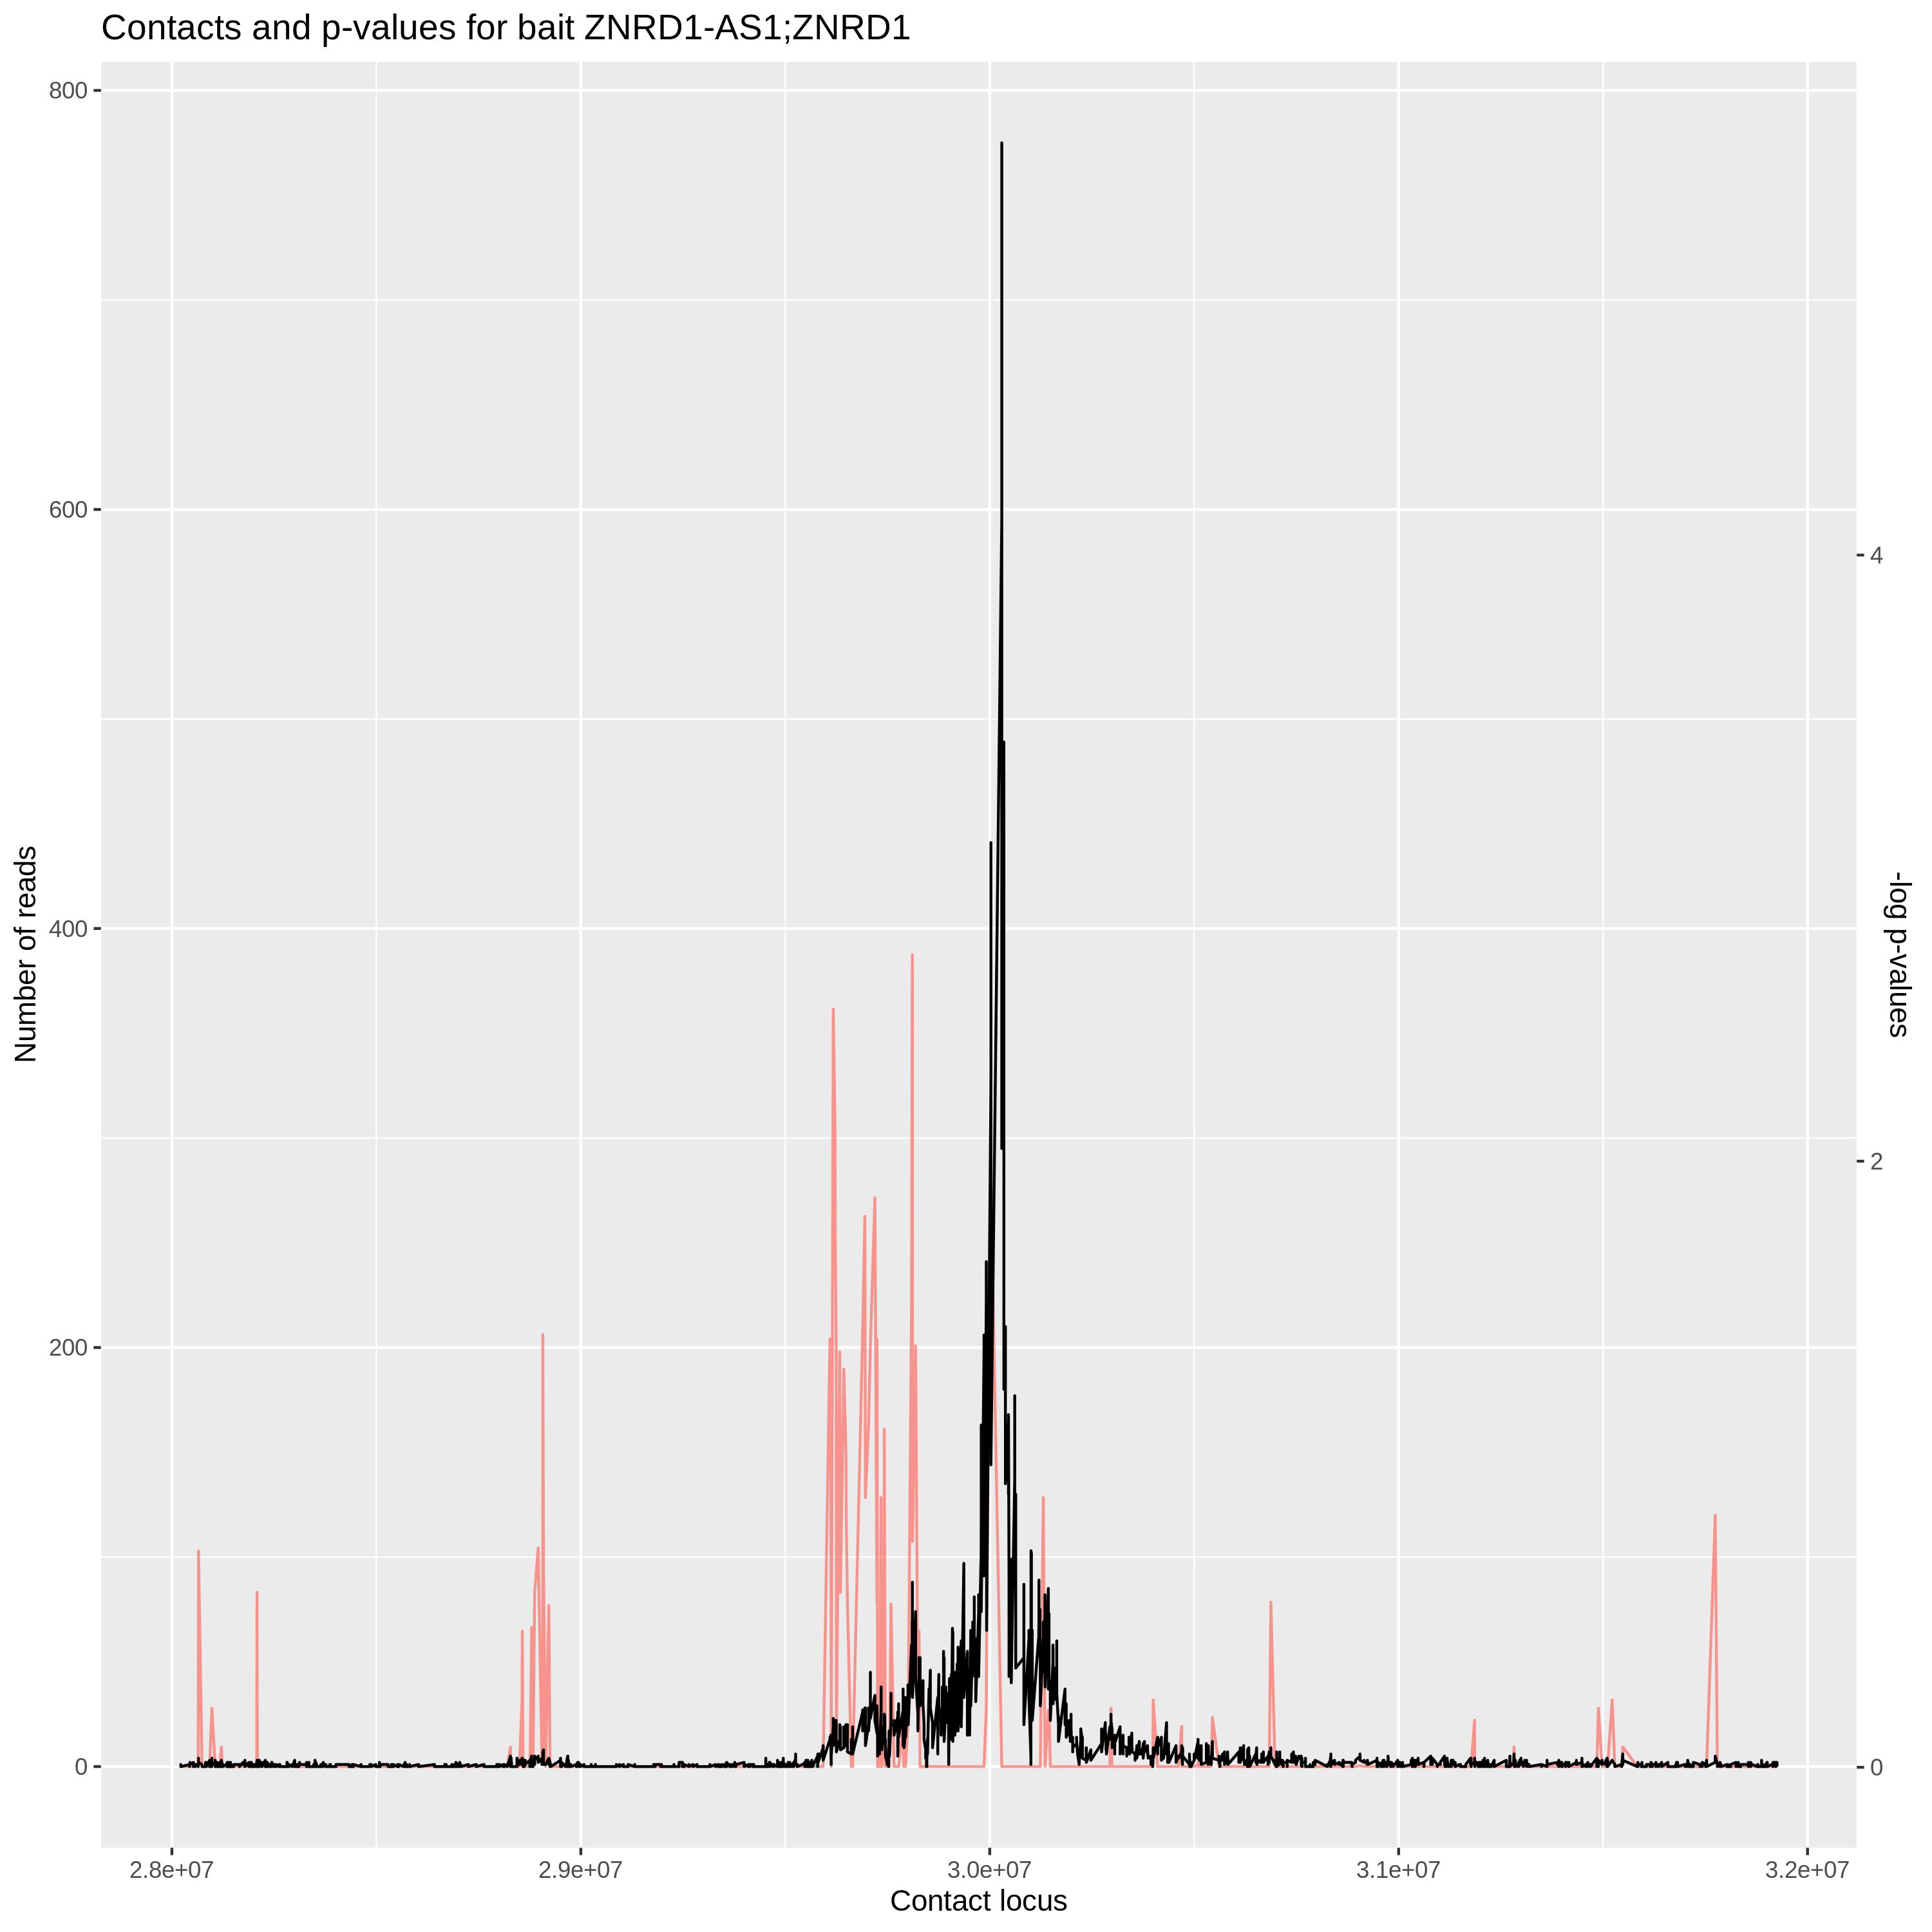 Contacts and p-values for bait ZNRD1-AS1;ZNRD1
800
600
400
200
0
4
2
0
Number of reads
-log p-values
2.8e+07
2.9e+07
3.0e+07
3.1e+07
3.2e+07
Contact locus